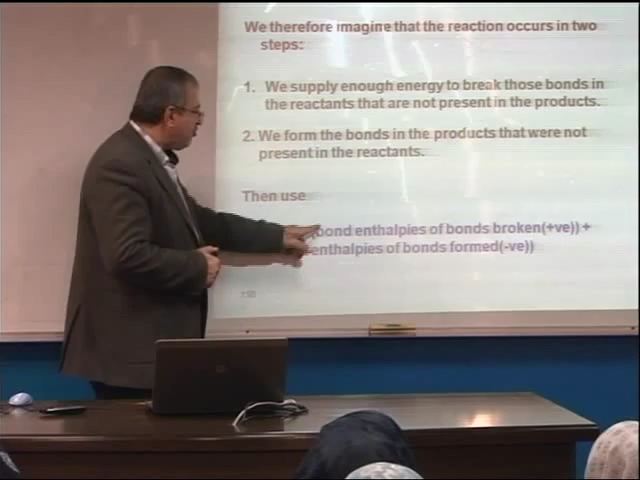 We therefore imagine that the reaction occurs in two
steps:
1. We supply enough energy to break those bonds in
the reactants that are not present in the products.
2. We form the bonds in the products that were not
present in the reactants.
Then use
bond enthalpies of bonds broken(+ve)) +
enthalpies of bonds formed(-ve))